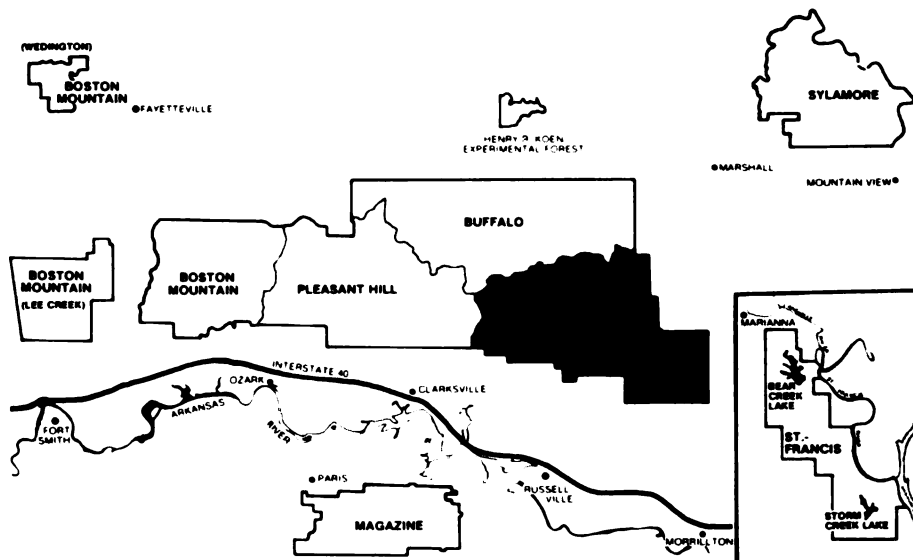 (WEDINGTON)
BOSTON
MOUNTAIN
FAYETTEVILLE
SYLAMORE
HENRY R. KOEN
EXPERIMENTAL FOREST
MARSHALL
MOUNTAIN VIEW
BUFFALO
BOSTON
MOUNTAIN
(LEE CREEK)
BOSTON
MOUNTAIN
PLEASANT HILL
MARIANNA
INTERSTATE 40
OZARK
CLARKSVILLE
BEAR
CREEK
LAKE
ARKANSAS
RIVER
FORT
SMITH
ST.-
FRANCIS
PARIS
RUSSELL
VILLE
MAGAZINE
STORM
CREEK LAKE
MORRILTON